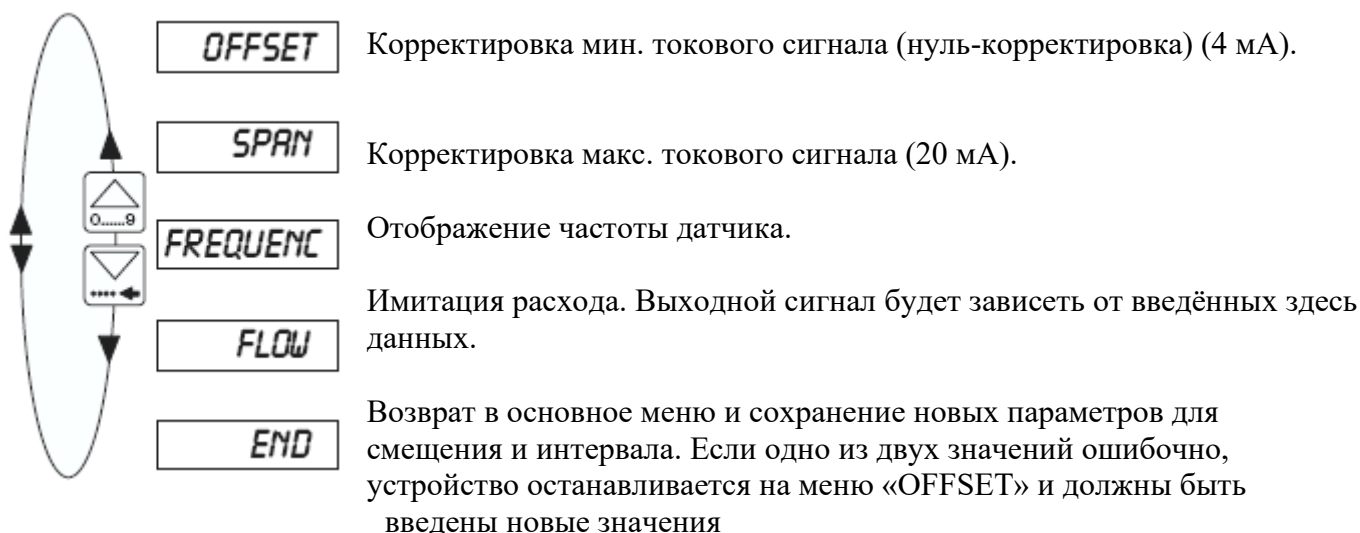 OFFSET
Корректировка мин. токового сигнала (нуль-корректировка) (4 мА).
SPAN
Корректировка макс. токового сигнала (20 мА).
0.....9
FREQUENC
Отображение частоты датчика.
Имитация расхода. Выходной сигнал будет зависеть от введённых здесь
данных.
FLOW
Возврат в основное меню и сохранение новых параметров для
END
смещения и интервала. Если одно из двух значений ошибочно,
устройство останавливается на меню «OFFSET» и должны быть
введены новые значения